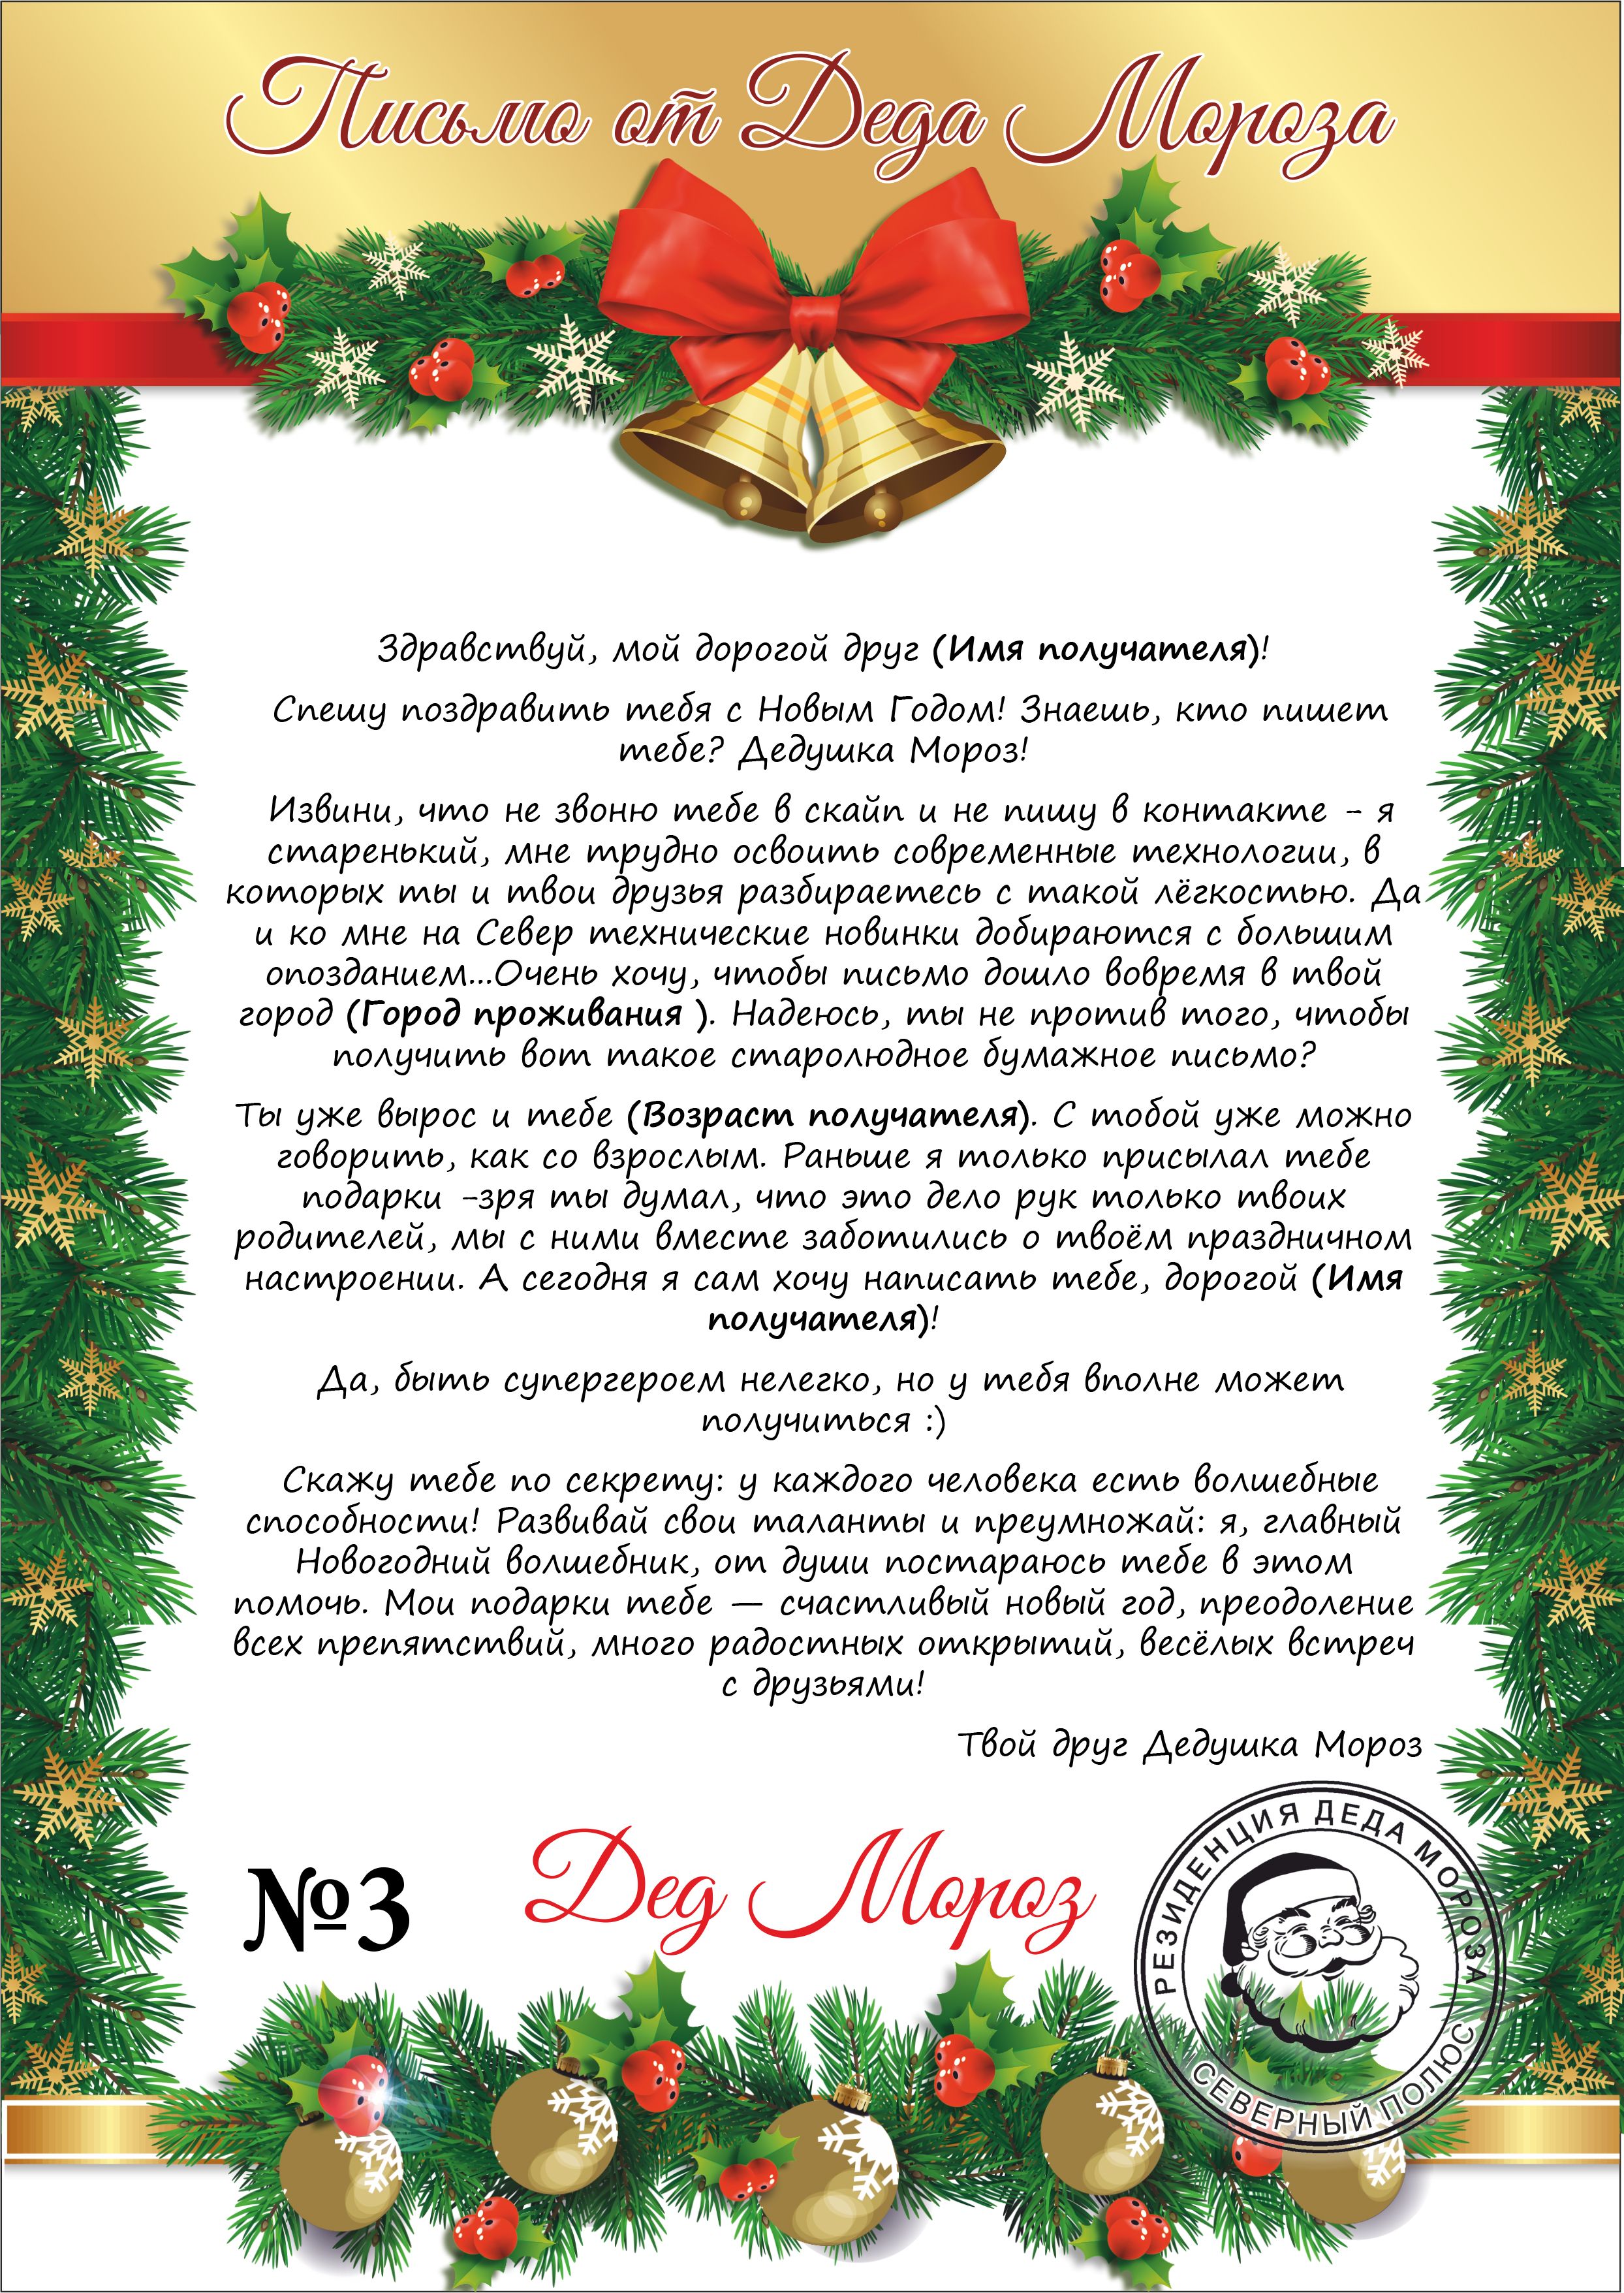 Письмо от Деда Мороза
Здравствуй, мой дорогой друг (Имя получателя)!
Спешу поздравить тебя с Новым Годом! Знаешь, кто пишет
тебе? Дедушка Мороз!
Извини, что не звоню тебе в скайп и не пишу в контакте - я
старенький, мне трудно освоить современные технологии, в
которых ты и твои друзья разбираетесь с такой лёгкостью. Да
и ко мне на Север технические новинки добираются с большим
опозданием...Очень хочу, чтобы письмо дошло вовремя в твой
город (Город проживания ). Надеюсь, ты не против того, чтобы
получить вот такое старолюдное бумажное письмо?
Ты уже вырос и тебе (Возраст получателя). С тобой уже можно
говорить, как со взрослым. Раньше я только присылал тебе
подарки -зря ты думал, что это дело рук только твоих
родителей, мы с ними вместе заботились о твоём праздничном
настроении. А сегодня я сам хочу написать тебе, дорогой (Имя
получателя)!
Да, быть супергероем нелегко, но у тебя вполне может
получиться :)
Скажу тебе по секрету: у каждого человека есть волшебные
способности! Развивай свои таланты и преумножай: я, главный
Новогодний волшебник, от души постараюсь тебе в этом
помочь. Мои подарки тебе — счастливый новый год, преодоление
всех препятствий, много радостных открытий, весёлых встреч
с друзьями!
Твой друг Дедушка Мороз
№3
Дед Мороз
РЕЗИДЕНЦИЯ ДЕДА МОРОЗА
СЕВЕРНЫЙ ПОЛЮС